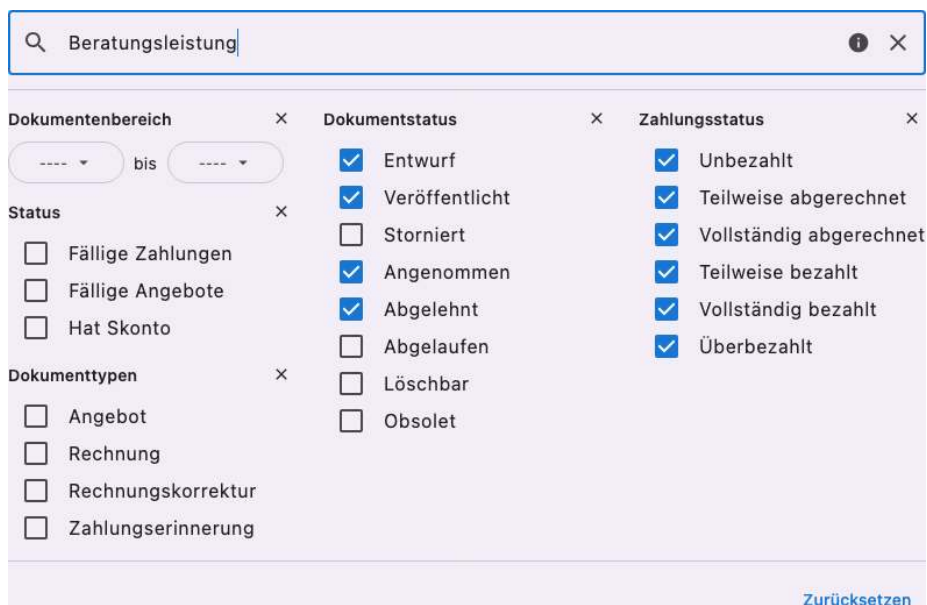 Beratungsleistung
Dokumentenbereich
---- bis ----
Status
Fällige Zahlungen
Fällige Angebote
Hat Skonto
Dokumenttypen
Angebot
Rechnung
Rechnungskorrektur
Zahlungserinnerung
Dokumentstatus
Entwurf
Veröffentlicht
Storniert
Angenommen
Abgelehnt
Abgelaufen
Löschbar
Obsolet
Zahlungsstatus
Unbezahlt
Teilweise abgerechnet
Vollständig abgerechnet
Teilweise bezahlt
Vollständig bezahlt
Überbezahlt
Zurücksetzen